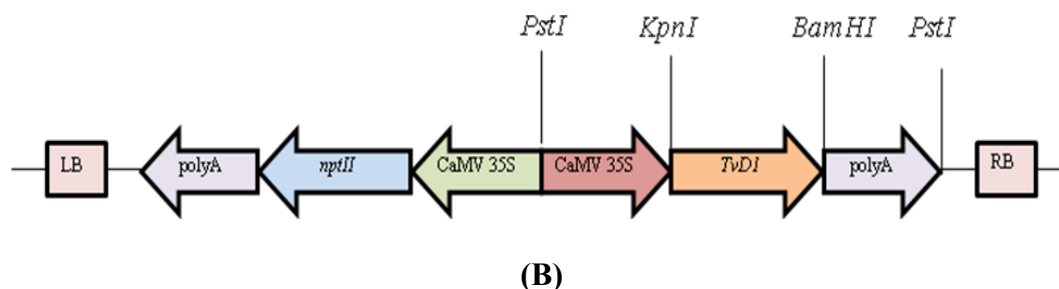 PstI KpnI BamHI PstI
LB polyA nptII CaMV 35S CaMV 35S TvD1 polyA RB
(B)